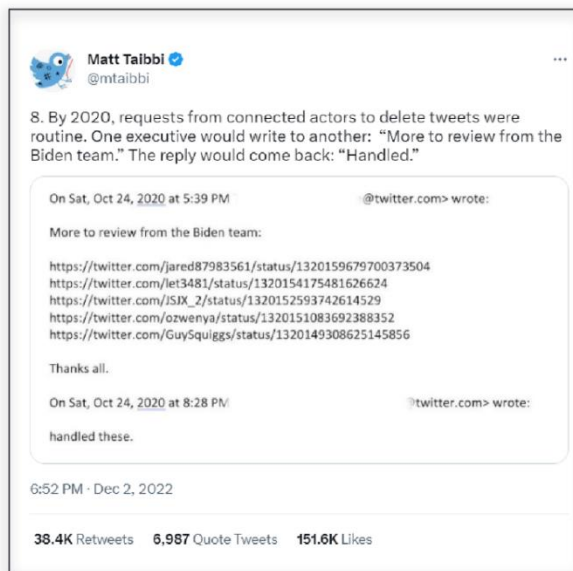 Matt Taibbi
@mtaibbi
8. By 2020, requests from connected actors to delete tweets were
routine. One executive would write to another: “More to review from the
Biden team.” The reply would come back: “Handled.”
On Sat, Oct 24, 2020 at 5:39 PM @twitter.com> wrote:
More to review from the Biden team:
https://twitter.com/jared87983561/status/1320159679700373504
https://twitter.com/let3481/status/1320154175481626624
https://twitter.com/JSJX_2/status/1320152593742614529
https://twitter.com/ozwenya/status/1320151083692388352
https://twitter.com/GuySquiggs/status/1320149308625145856
Thanks all.
On Sat, Oct 24, 2020 at 8:28 PM @twitter.com> wrote:
handled these.
6:52 PM · Dec 2, 2022
38.4K Retweets 6,987 Quote Tweets 151.6K Likes